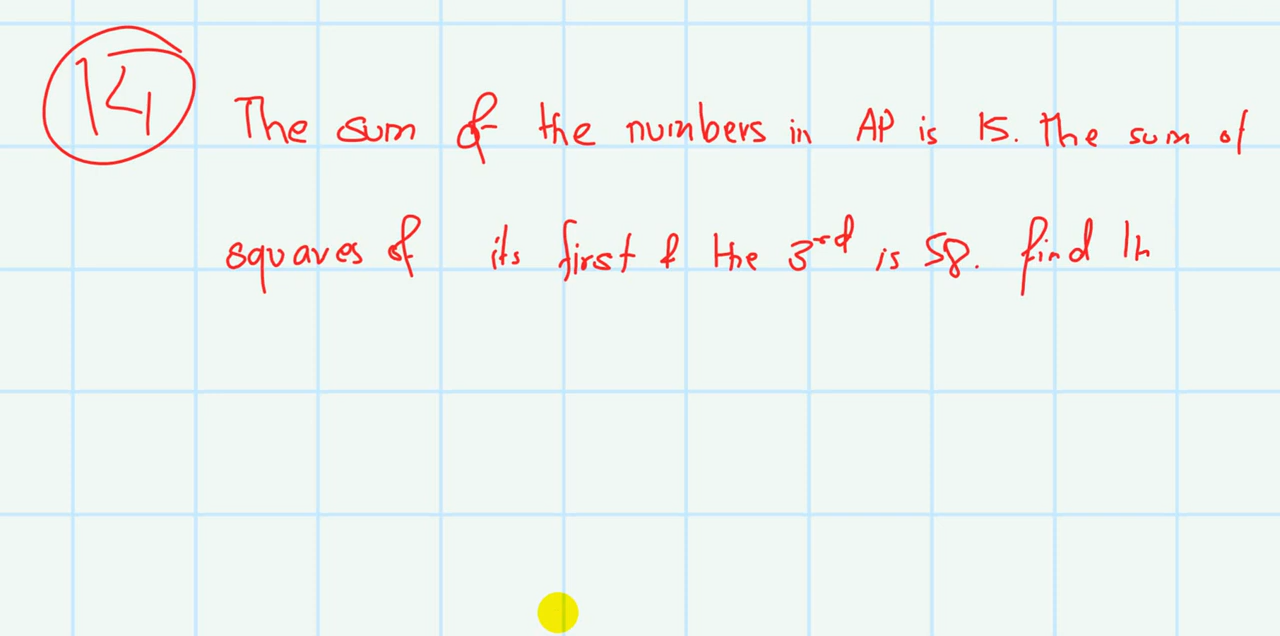 14
The sum of the numbers in AP is 15. The sum of
squares of its first & the 3rd is 58. find th